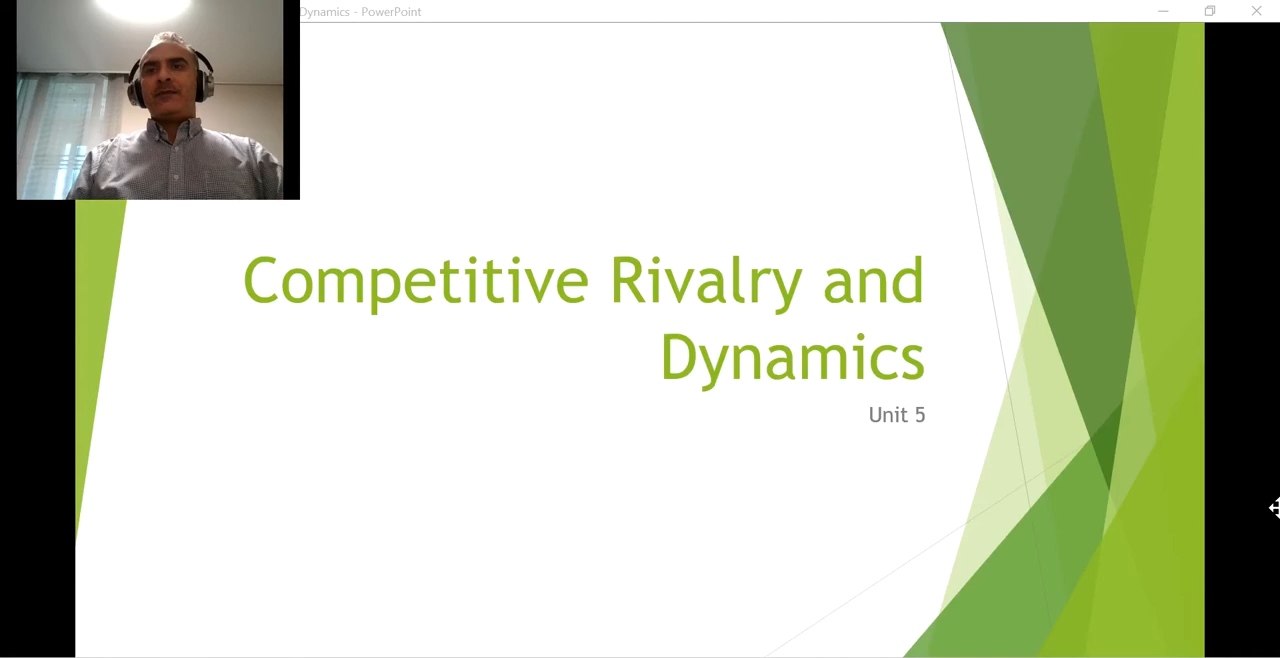 Dynamics - PowerPoint
Competitive Rivalry and
Dynamics
Unit 5